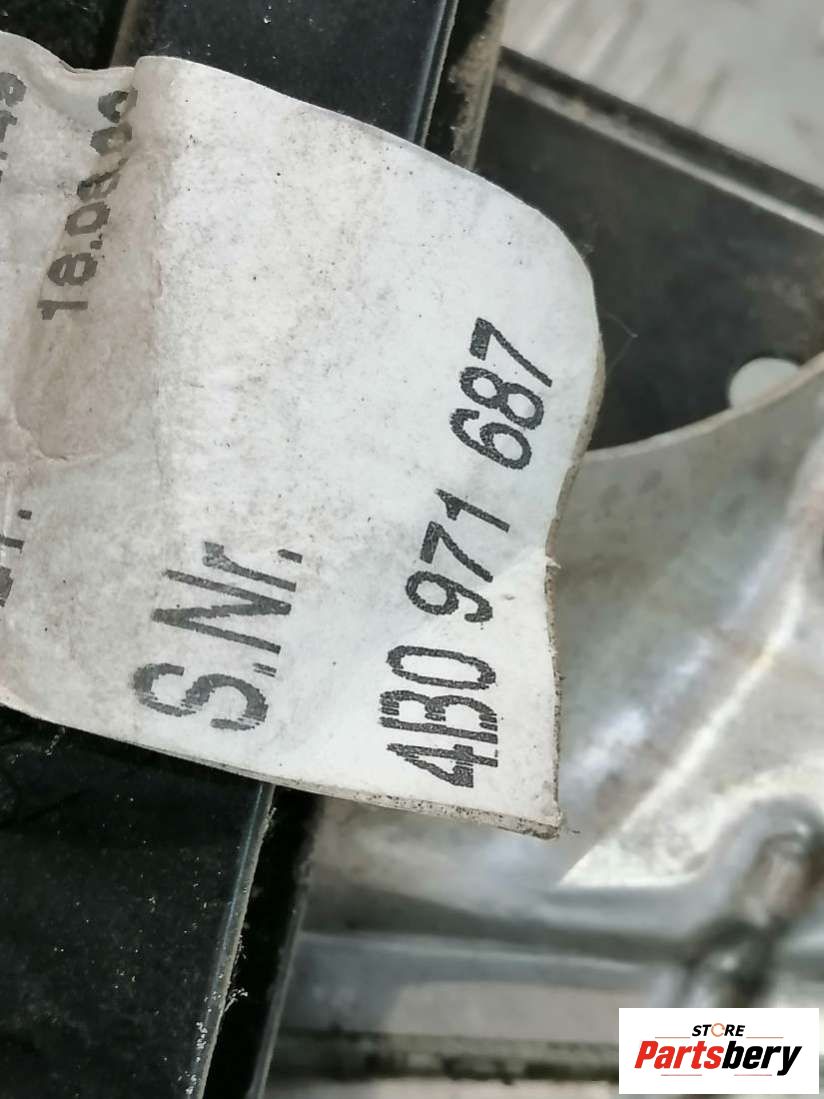 S.Nr.
4B0 971 687
STORE
Partsbery